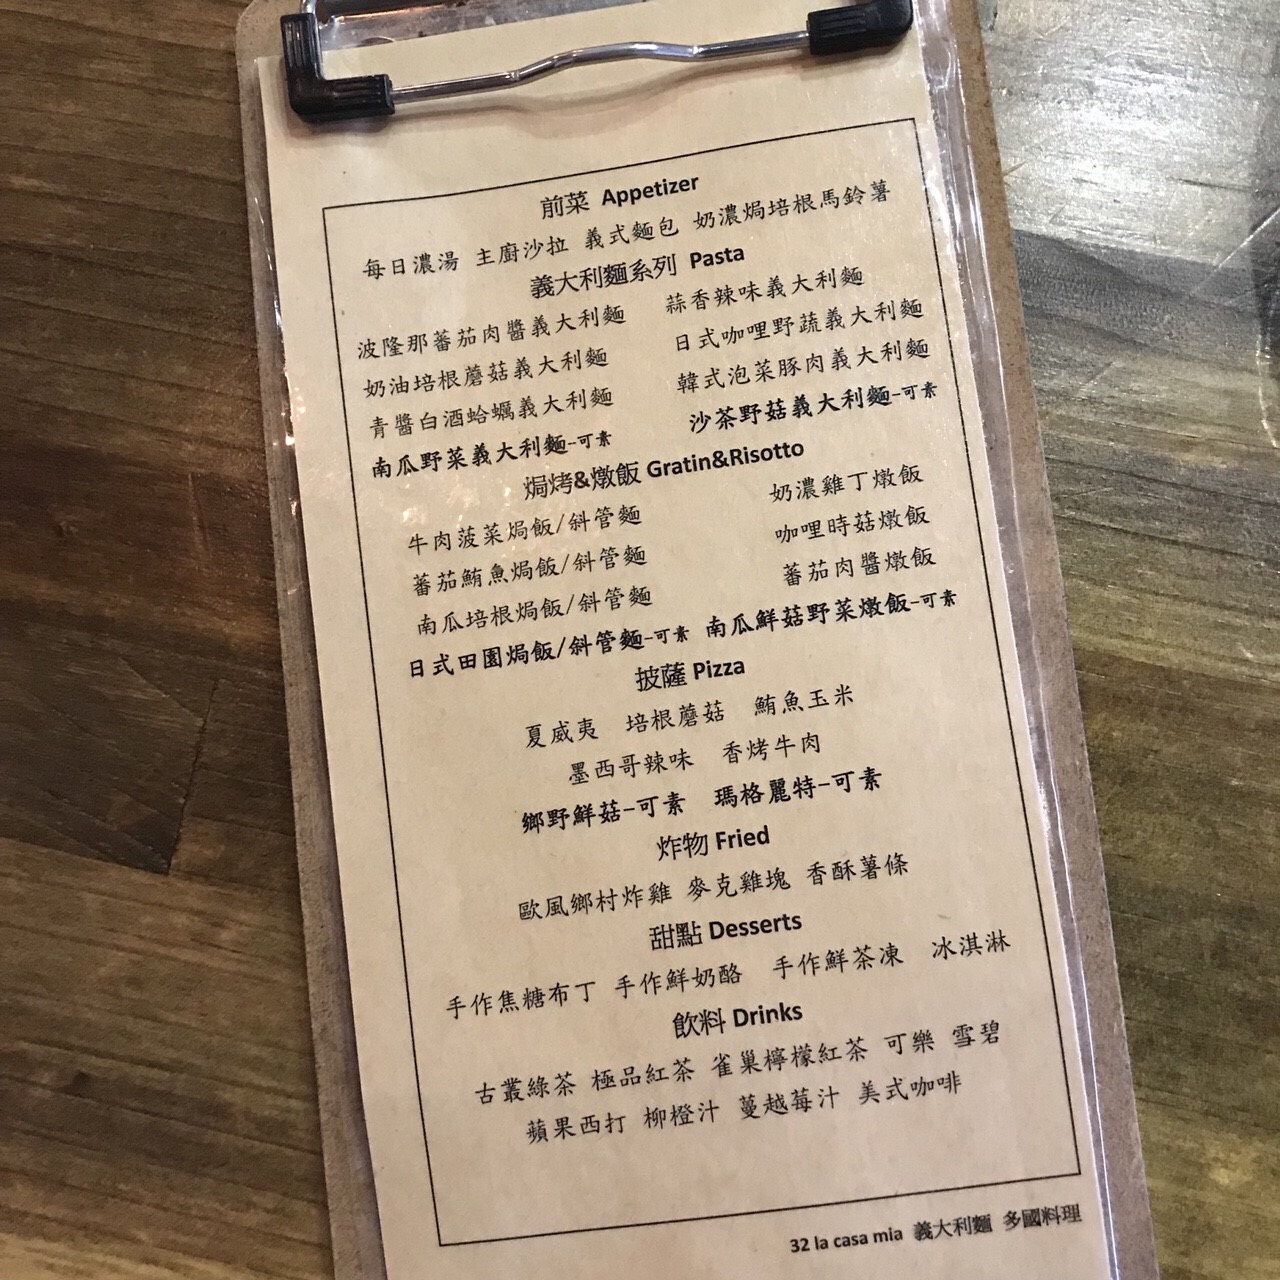 前菜 Appetizer
每日濃湯 主廚沙拉 義式麵包 奶濃焗培根馬鈴薯
義大利麵系列 Pasta
波隆那蕃茄肉醬義大利麵 蒜香辣味義大利麵
奶油培根蘑菇義大利麵 日式咖哩野蔬義大利麵
青醬白酒蛤蠣義大利麵 韓式泡菜豚肉義大利麵
南瓜野菜義大利麵-可素 沙茶野菇義大利麵-可素
焗烤&燉飯 Gratin&Risotto
牛肉菠菜焗飯/斜管麵 奶濃雞丁燉飯
蕃茄鮪魚焗飯/斜管麵 咖哩時菇燉飯
南瓜培根焗飯/斜管麵 蕃茄肉醬燉飯
日式田園焗飯/斜管麵-可素 南瓜鮮菇野菜燉飯-可素
披薩 Pizza
夏威夷 培根蘑菇 鮪魚玉米
墨西哥辣味 香烤牛肉
鄉野鮮菇-可素 瑪格麗特-可素
炸物 Fried
歐風鄉村炸雞 麥克雞塊 香酥薯條
甜點 Desserts
手作焦糖布丁 手作鮮奶酪 手作鮮茶凍 冰淇淋
飲料 Drinks
古叢綠茶 極品紅茶 雀巢檸檬紅茶 可樂 雪碧
蘋果西打 柳橙汁 蔓越莓汁 美式咖啡
32 la casa mia 義大利麵 多國料理